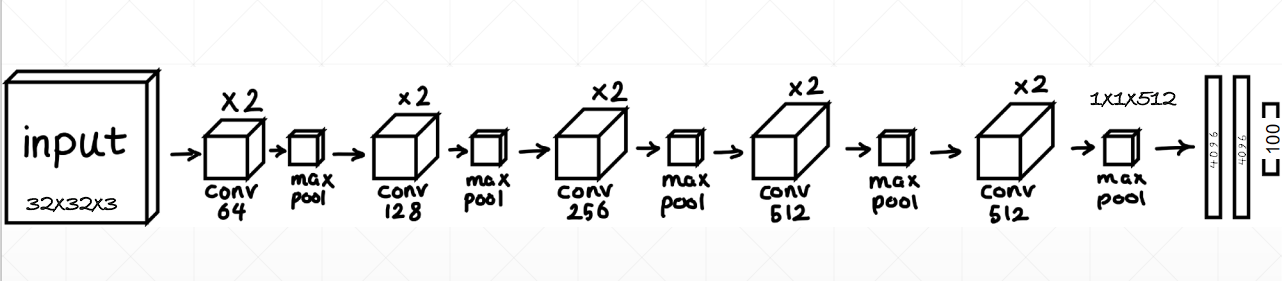 input
32x32x3
x2
conv
64
max
pool
x2
conv
128
max
pool
x2
conv
256
max
pool
x2
conv
512
max
pool
x2
conv
512
1x1x512
max
pool
4096
4096
100